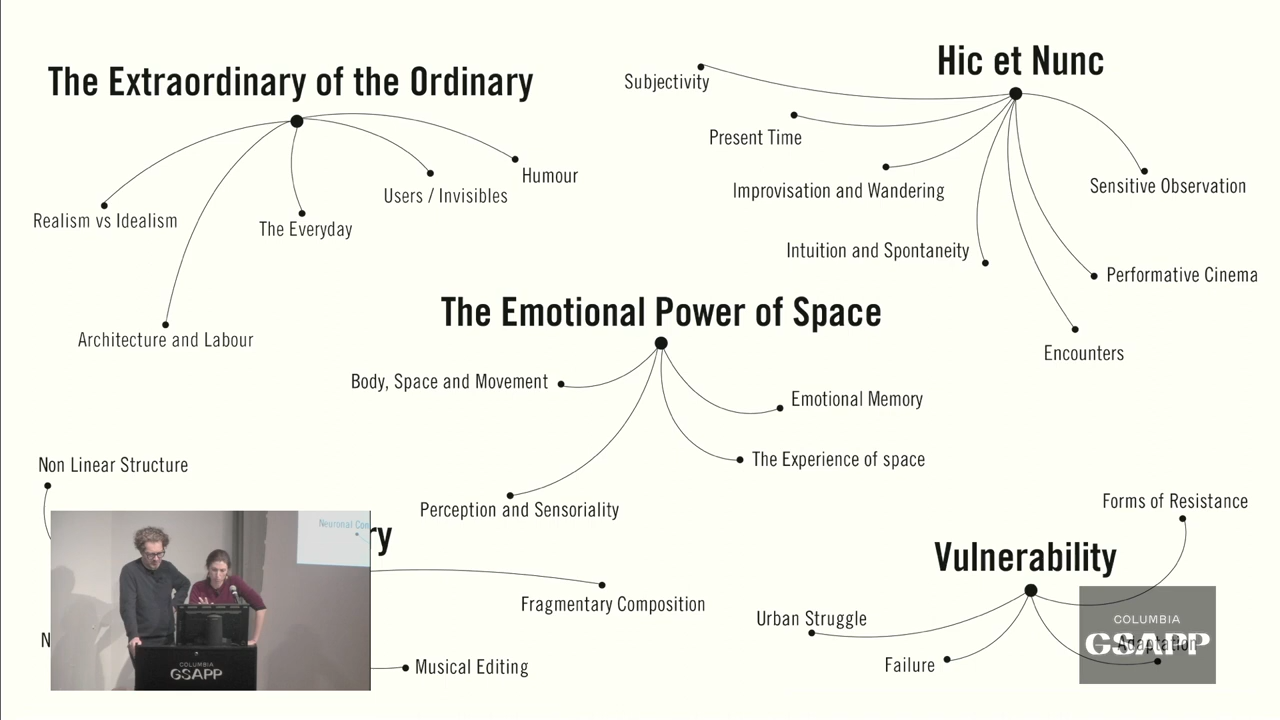 The Extraordinary of the Ordinary
Realism vs Idealism
Architecture and Labour
The Everyday
Users / Invisibles
Humour
Hic et Nunc
Subjectivity
Present Time
Improvisation and Wandering
Intuition and Spontaneity
Sensitive Observation
Performative Cinema
Encounters
The Emotional Power of Space
Body, Space and Movement
Perception and Sensoriality
Emotional Memory
The Experience of space
Non Linear Structure
ry
Fragmentary Composition
N
Musical Editing
Neuronal
COLUMBIA
GSAPP
Vulnerability
Forms of Resistance
Urban Struggle
Failure
Adaptation
COLUMBIA
GSAPP